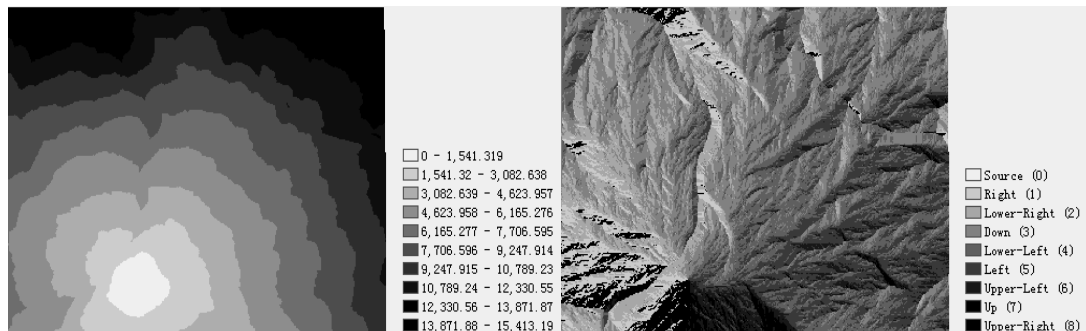 0 - 1,541.319
1,541.32 - 3,082.638
3,082.639 - 4,623.957
4,623.958 - 6,165.276
6,165.277 - 7,706.595
7,706.596 - 9,247.914
9,247.915 - 10,789.23
10,789.24 - 12,330.55
12,330.56 - 13,871.87
13,871.88 - 15,413.19
Source (0)
Right (1)
Lower-Right (2)
Down (3)
Lower-Left (4)
Left (5)
Upper-Left (6)
Up (7)
Upper-Right (8)